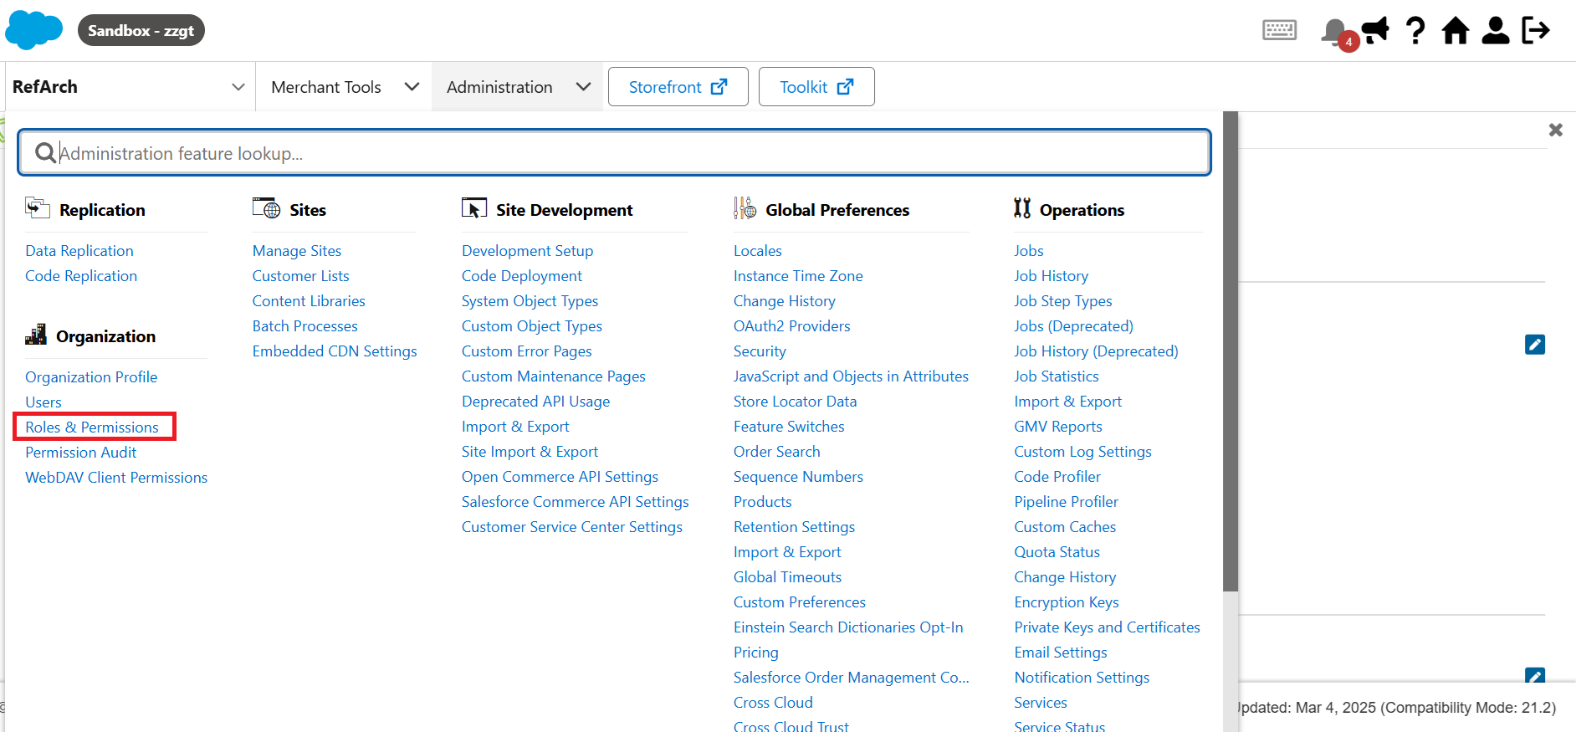 Sandbox - zzgt
4
RefArch
Merchant Tools
Administration
Storefront
Toolkit
Administration feature lookup...
Replication
Data Replication
Code Replication
Organization
Organization Profile
Users
Roles & Permissions
Permission Audit
WebDAV Client Permissions
Sites
Manage Sites
Customer Lists
Content Libraries
Batch Processes
Embedded CDN Settings
Site Development
Development Setup
Code Deployment
System Object Types
Custom Object Types
Custom Error Pages
Custom Maintenance Pages
Deprecated API Usage
Import & Export
Site Import & Export
Open Commerce API Settings
Salesforce Commerce API Settings
Customer Service Center Settings
Global Preferences
Locales
Instance Time Zone
Change History
OAuth2 Providers
Security
JavaScript and Objects in Attributes
Store Locator Data
Feature Switches
Order Search
Sequence Numbers
Products
Retention Settings
Import & Export
Global Timeouts
Custom Preferences
Einstein Search Dictionaries Opt-In
Pricing
Salesforce Order Management Co...
Cross Cloud
Cross Cloud Trust
Operations
Jobs
Job History
Job Step Types
Jobs (Deprecated)
Job History (Deprecated)
Job Statistics
Import & Export
GMV Reports
Custom Log Settings
Code Profiler
Pipeline Profiler
Custom Caches
Quota Status
Change History
Encryption Keys
Private Keys and Certificates
Email Settings
Notification Settings
Services
Service Status
Updated: Mar 4, 2025 (Compatibility Mode: 21.2)